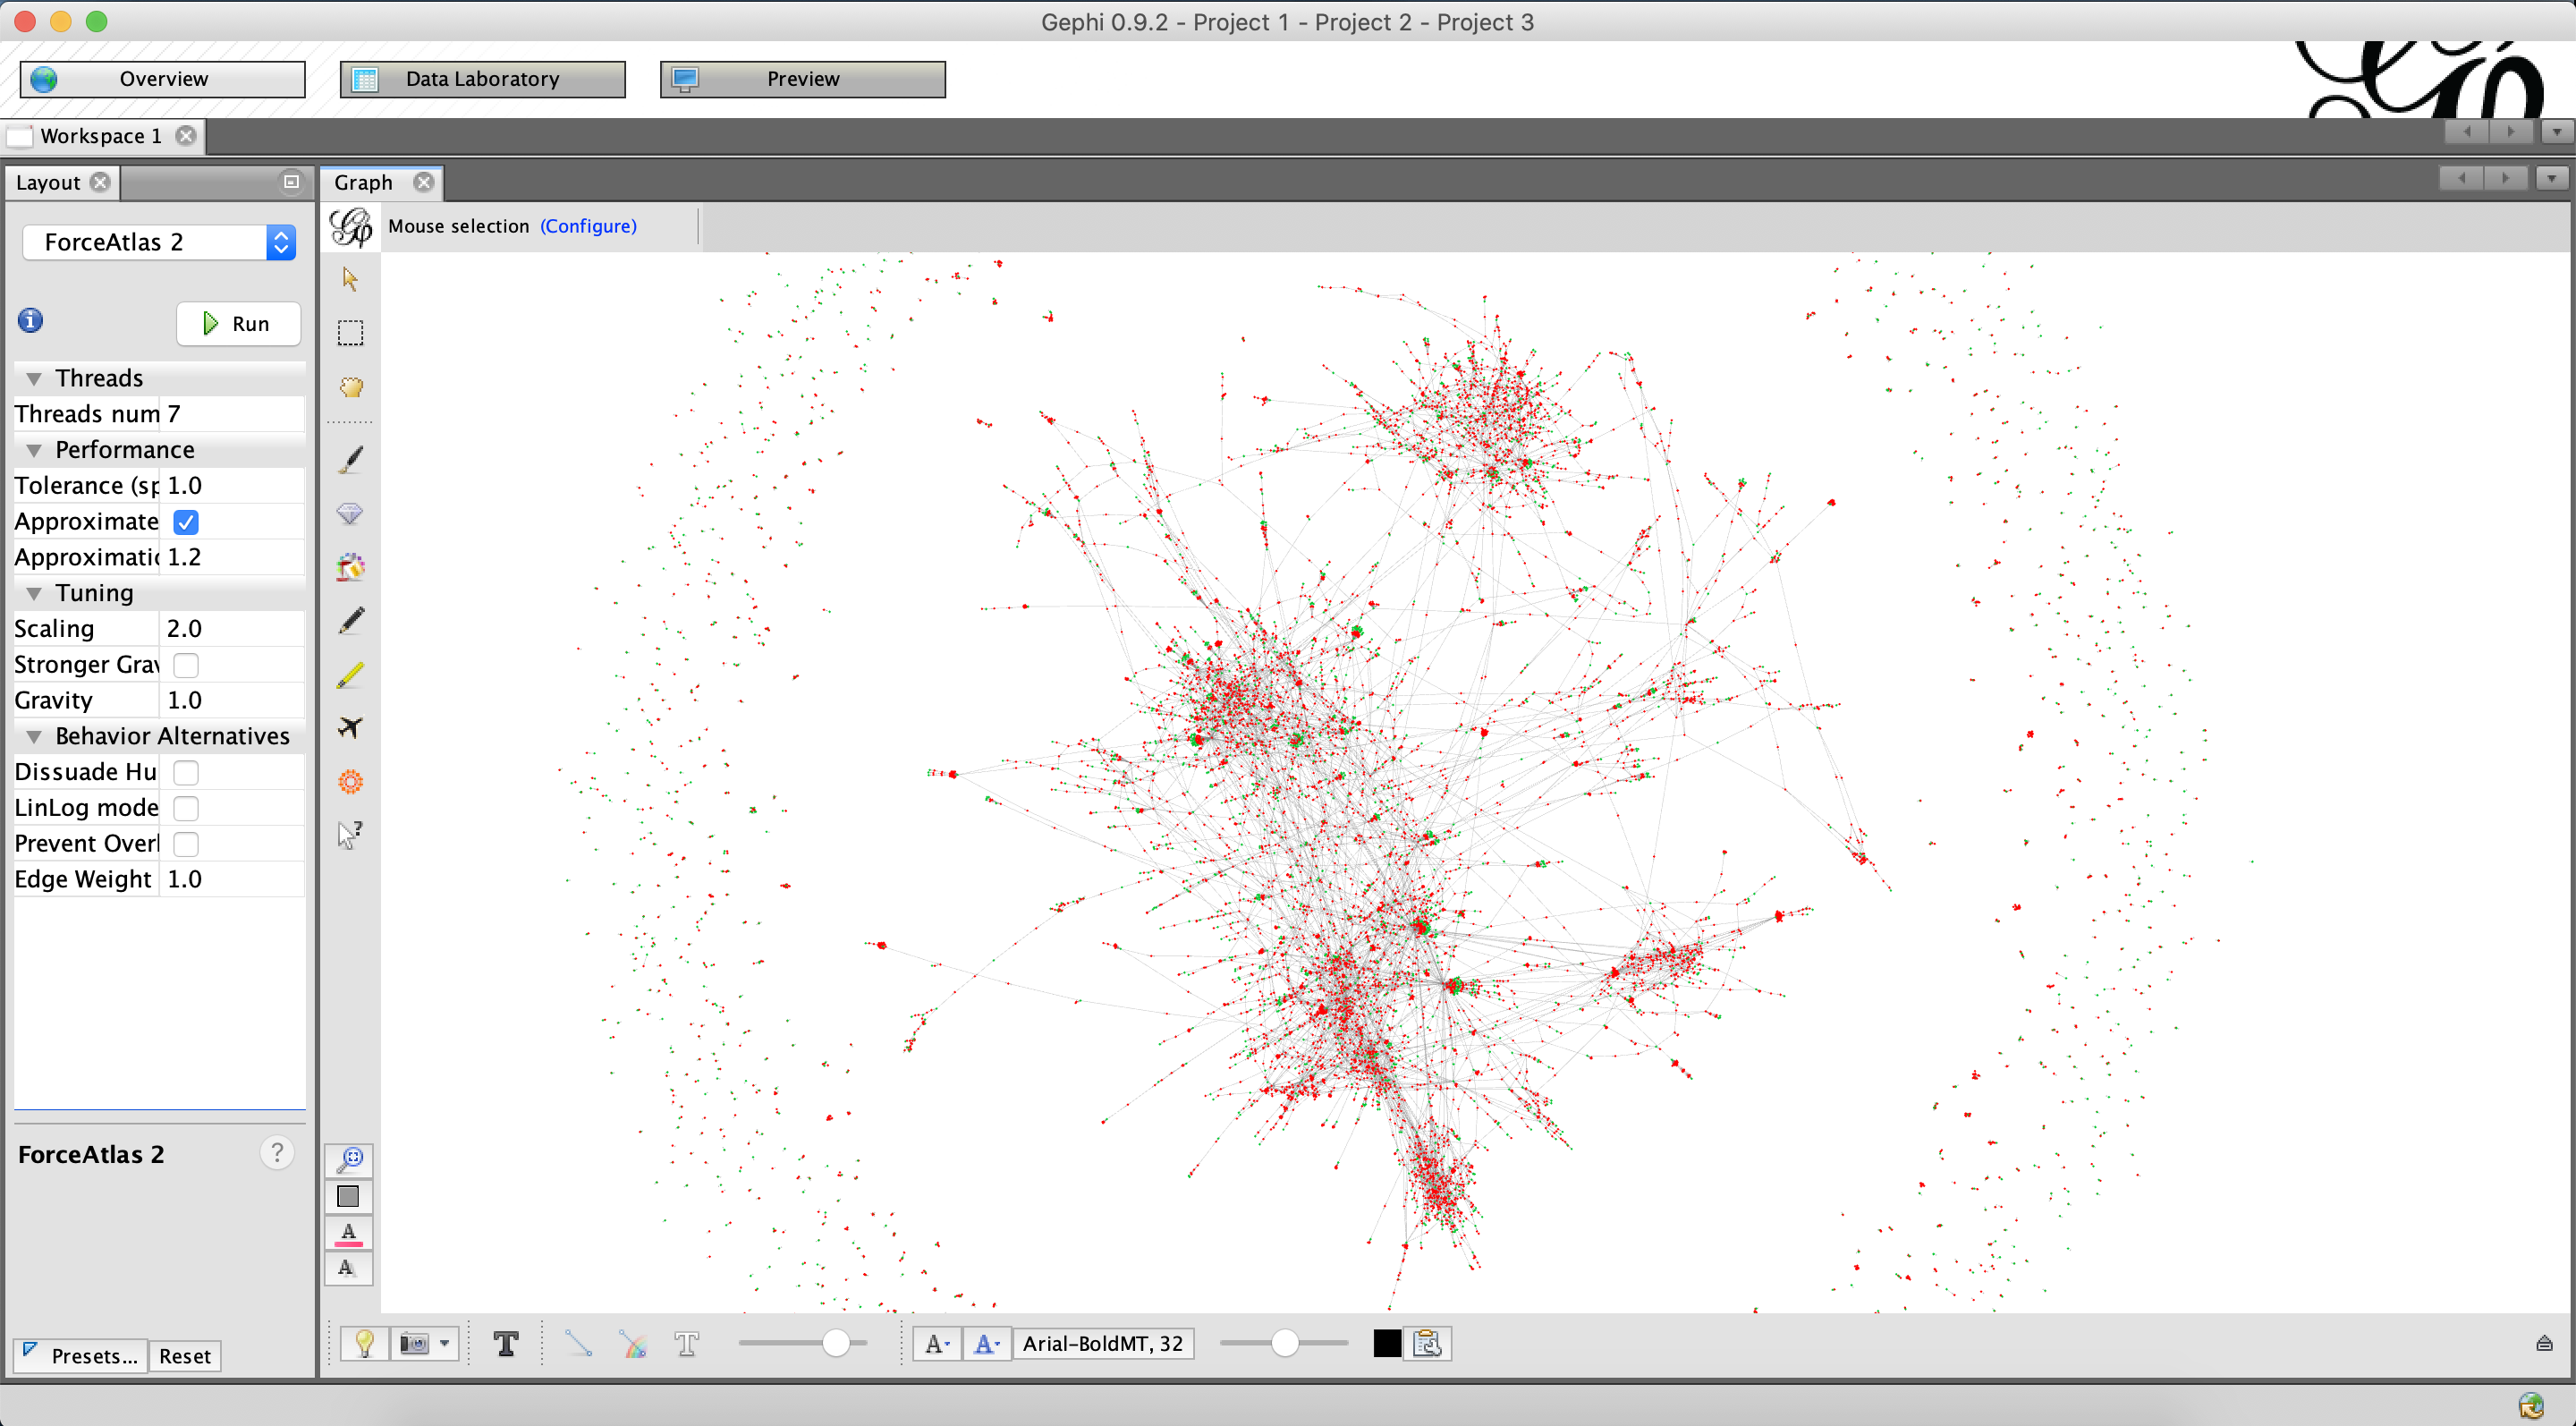 Gephi 0.9.2 - Project 1 - Project 2 - Project 3
Overview
Data Laboratory
Preview
Workspace 1
Layout
Graph
Mouse selection (Configure)
ForceAtlas 2
Run
Threads
Threads num 7
Performance
Tolerance (sp 1.0
Approximate
Approximatic 1.2
Tuning
Scaling 2.0
Stronger Grav
Gravity 1.0
Behavior Alternatives
Dissuade Hu
LinLog mode
Prevent Overl
Edge Weight 1.0
ForceAtlas 2
?
A
A
Presets...
Reset
T
T
A
A
Arial-BoldMT, 32